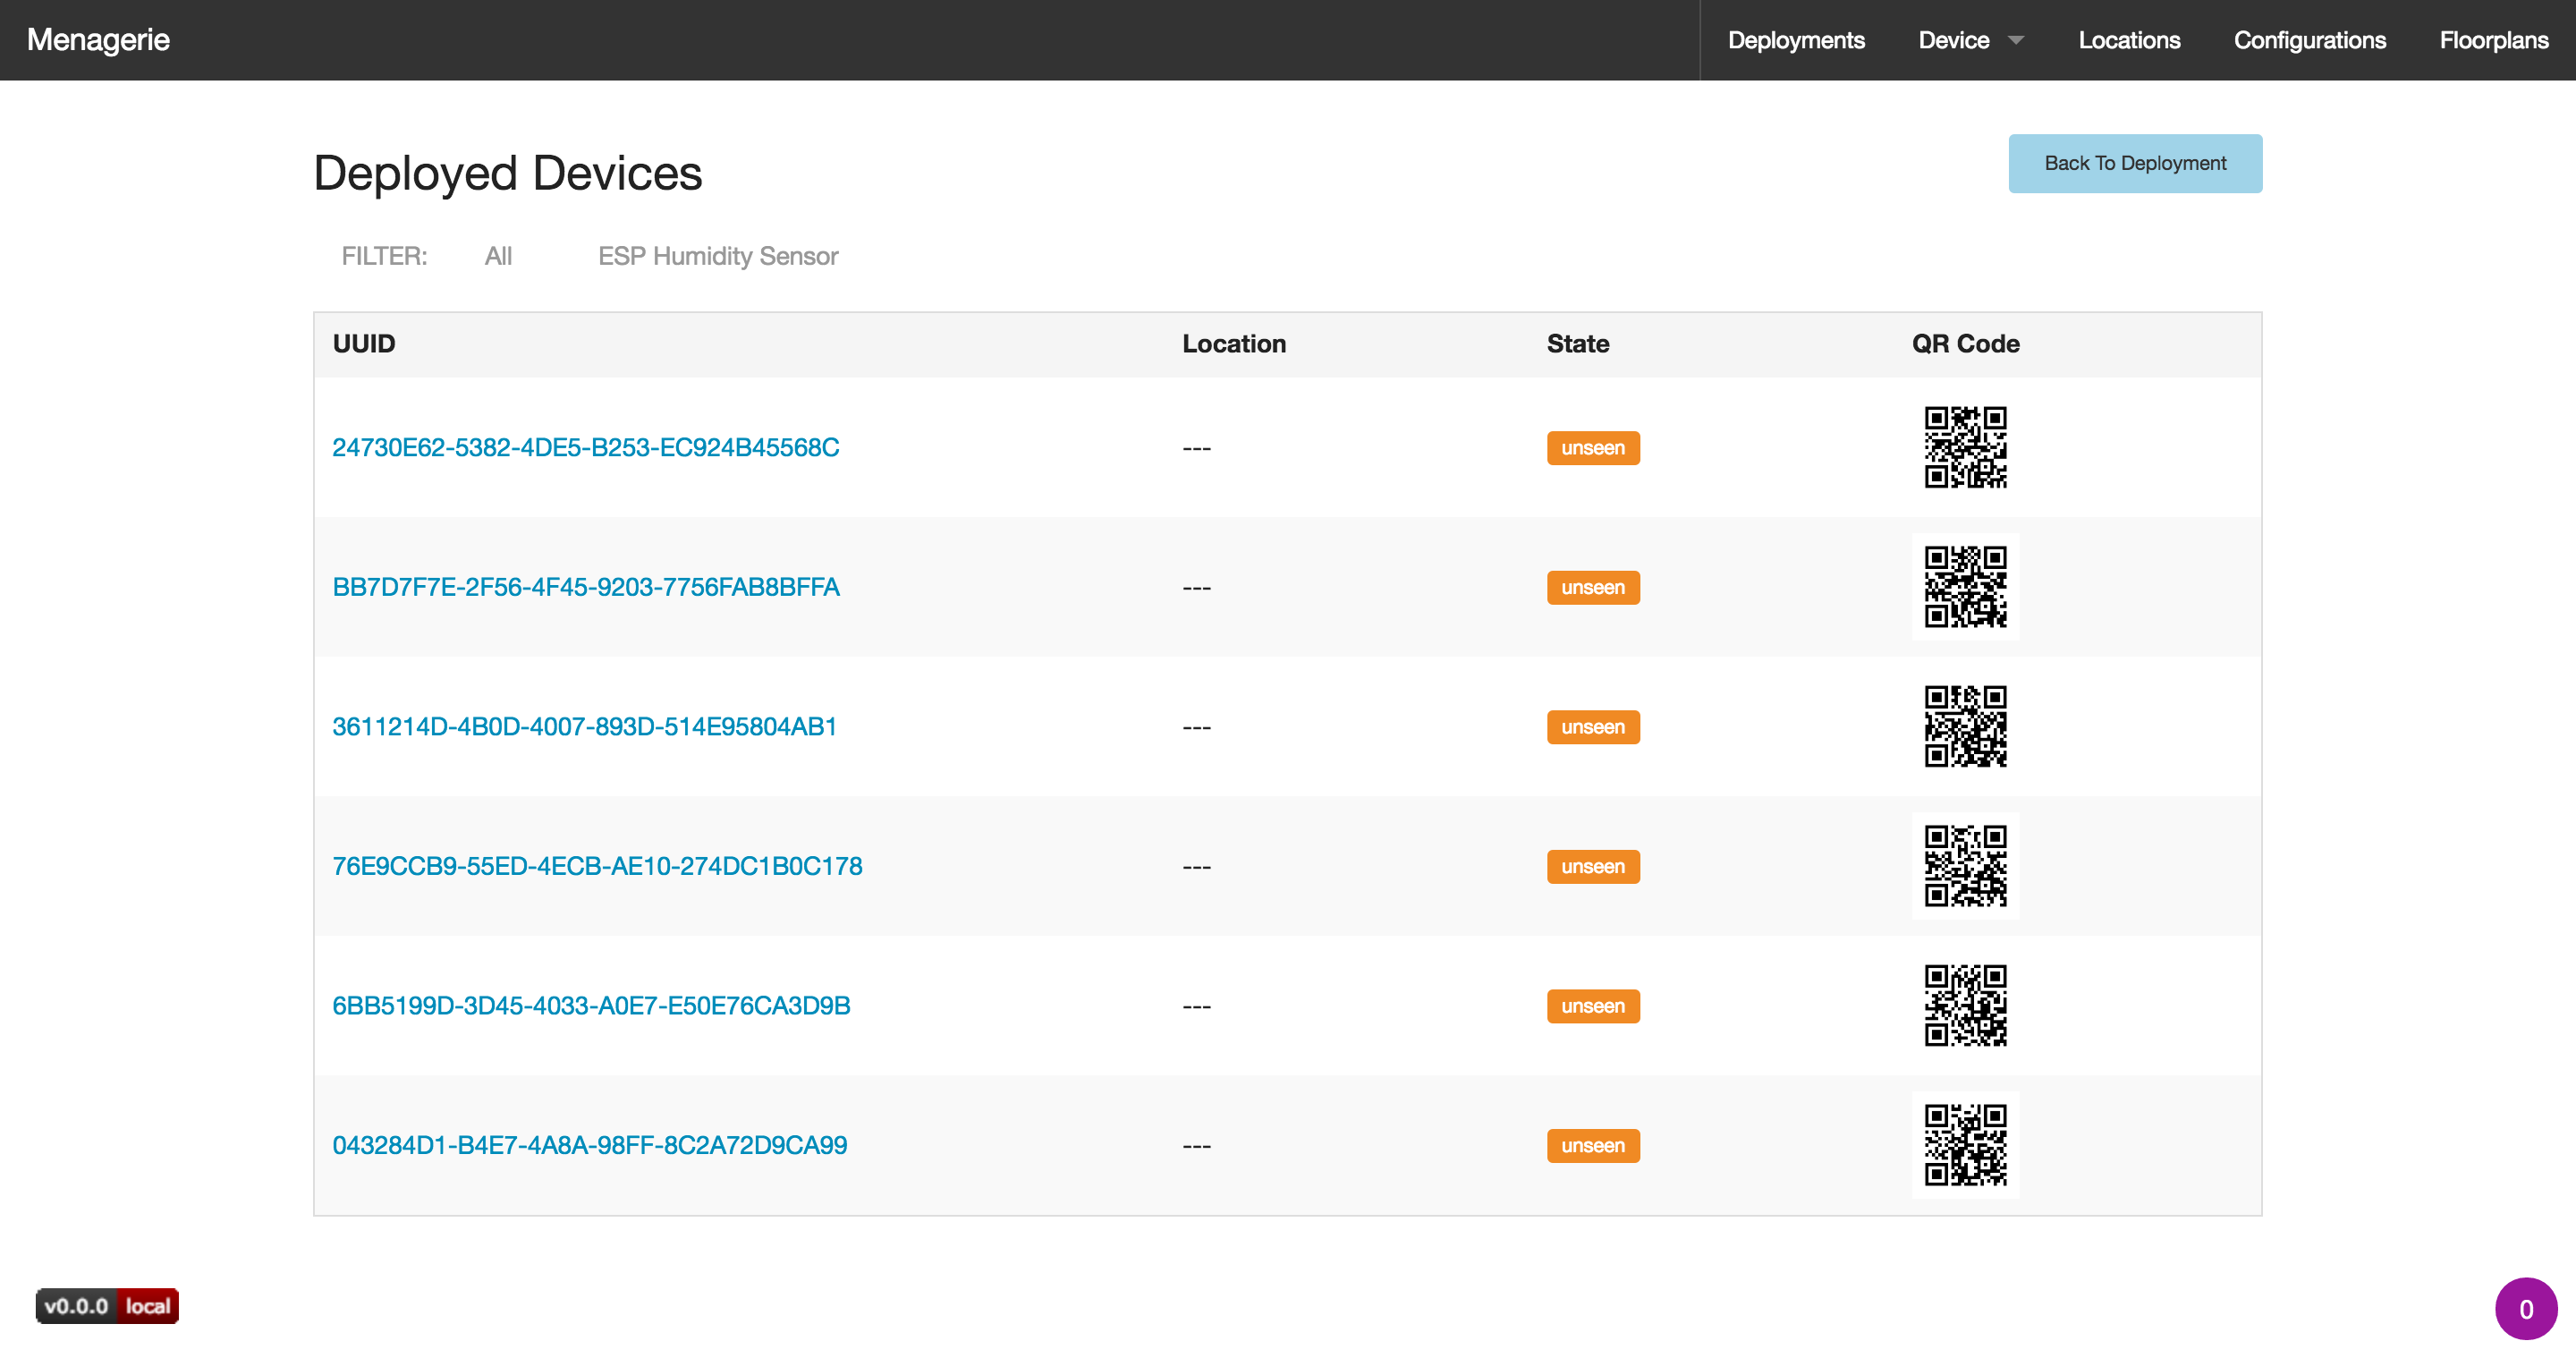 Menagerie Deployments Device Locations Configurations Floorplans
Deployed Devices
Back To Deployment
FILTER: All ESP Humidity Sensor
UUID Location State QR Code
24730E62-5382-4DE5-B253-EC924B45568C --- unseen
BB7D7F7E-2F56-4F45-9203-7756FAB8BFFA --- unseen
3611214D-4B0D-4007-893D-514E95804AB1 --- unseen
76E9CCB9-55ED-4ECB-AE10-274DC1B0C178 --- unseen
6BB5199D-3D45-4033-A0E7-E50E76CA3D9B --- unseen
043284D1-B4E7-4A8A-98FF-8C2A72D9CA99 --- unseen
v0.0.0 local
0